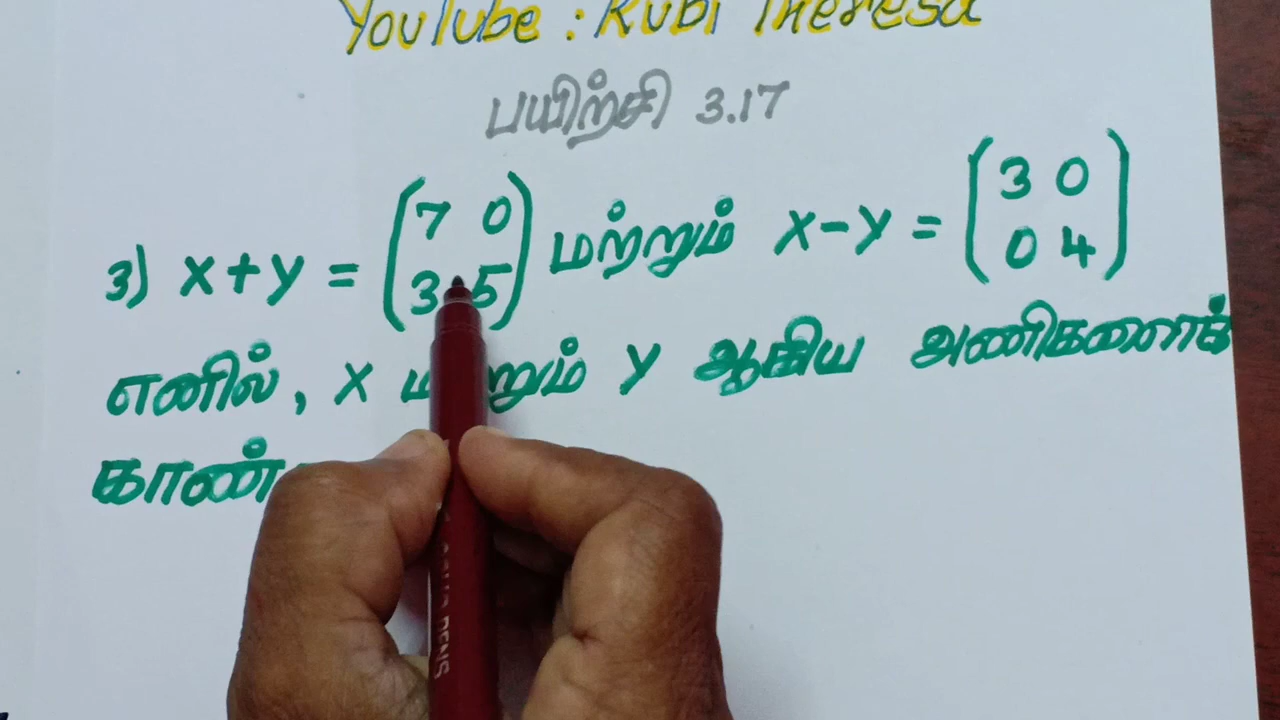 YouTube : Rubi Theresa
பயிற்சி 3.17
3) x+y = (7 0 3 5) மற்றும் x-y = (3 0 0 4)
எனில், x மற்றும் y ஆகிய அணிகளைக்
காண்